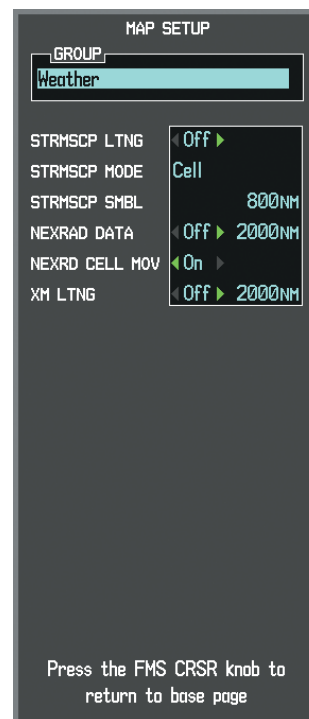 MAP SETUP
GROUP
Weather
STRMSCP LTNG Off
STRMSCP MODE Cell
STRMSCP SMBL 800NM
NEXRAD DATA Off 2000NM
NEXRD CELL MOV On
XM LTNG Off 2000NM
Press the FMS CRSR knob to
return to base page